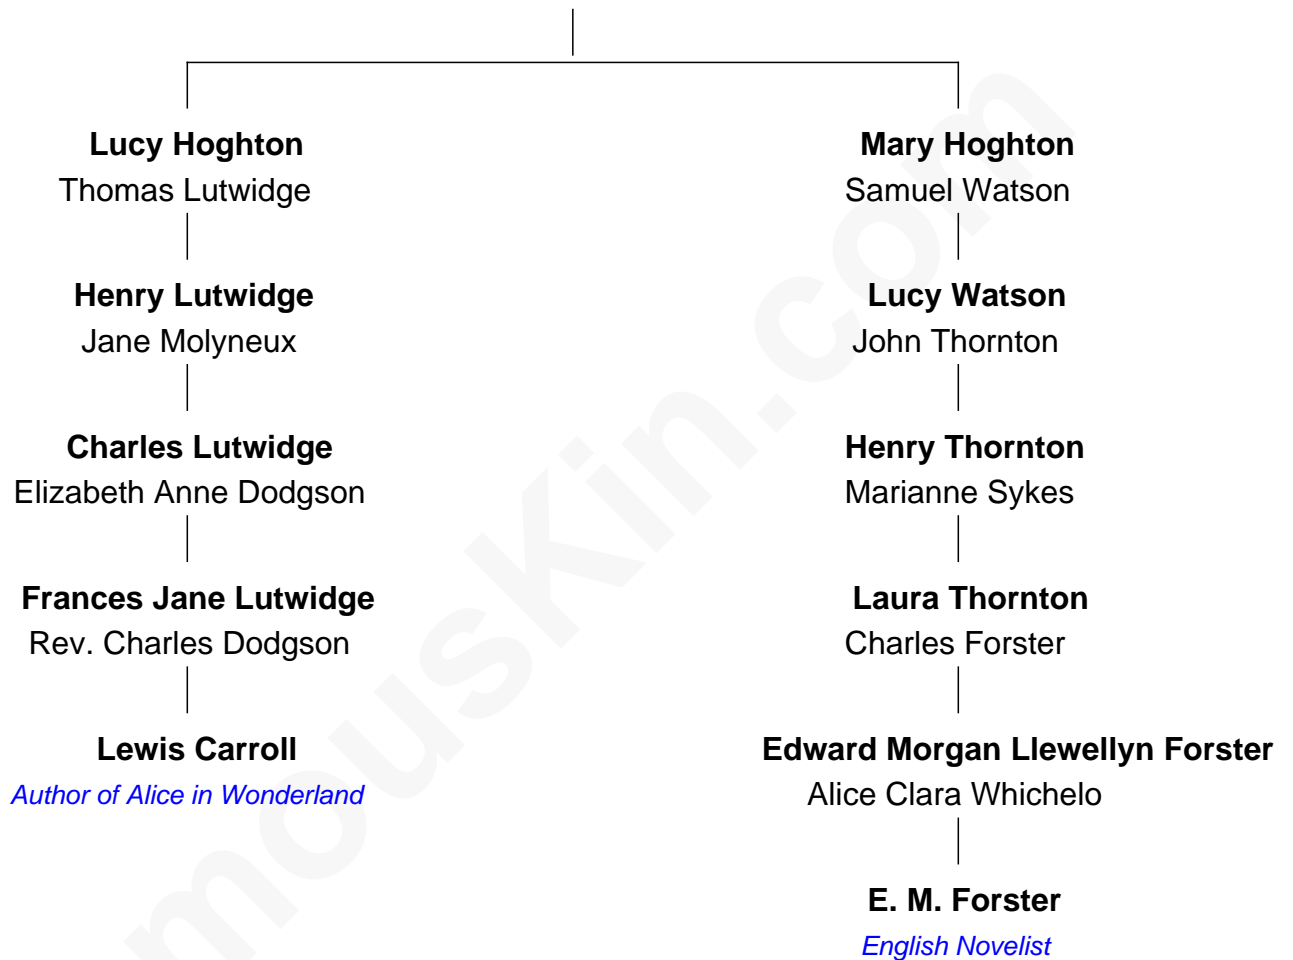 Lucy Hoghton
Thomas Lutwidge
Henry Lutwidge
Jane Molyneux
Charles Lutwidge
Elizabeth Anne Dodgson
Frances Jane Lutwidge
Rev. Charles Dodgson
Lewis Carroll
Author of Alice in Wonderland
Mary Hoghton
Samuel Watson
Lucy Watson
John Thornton
Henry Thornton
Marianne Sykes
Laura Thornton
Charles Forster
Edward Morgan Llewellyn Forster
Alice Clara Whichelo
E. M. Forster
English Novelist
mousKin.com